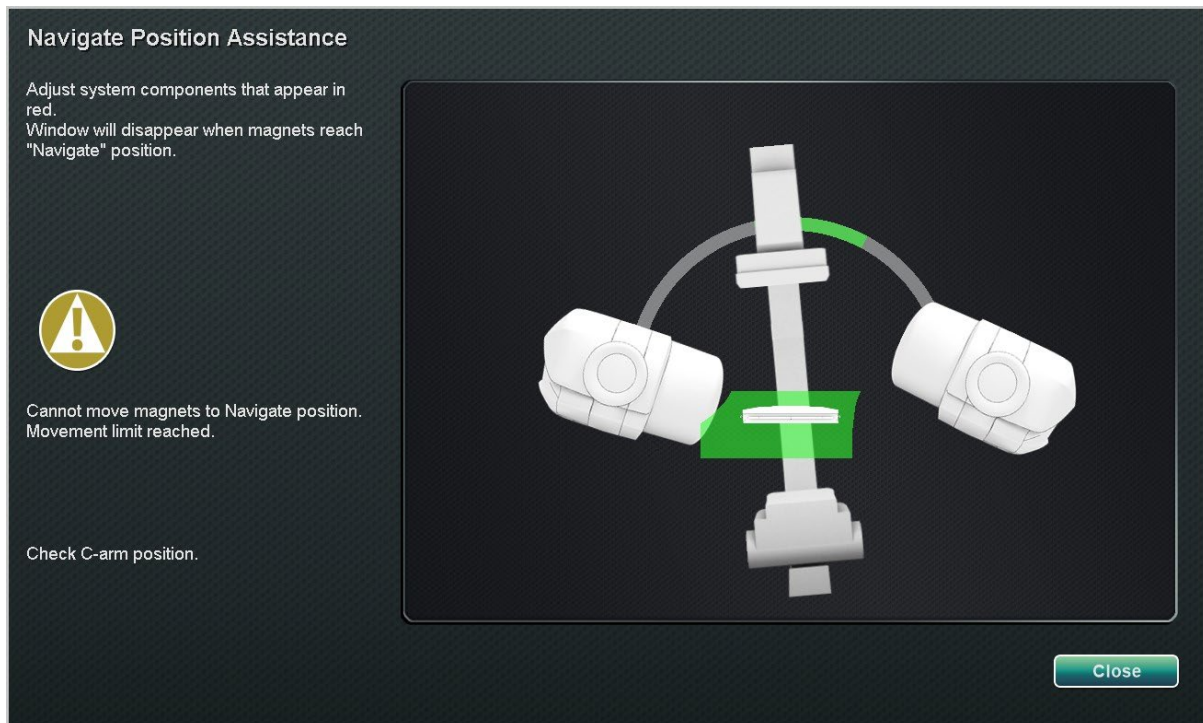 Navigate Position Assistance
Adjust system components that appear in
red.
Window will disappear when magnets reach
"Navigate" position.
Cannot move magnets to Navigate position.
Movement limit reached.
Check C-arm position.
Close